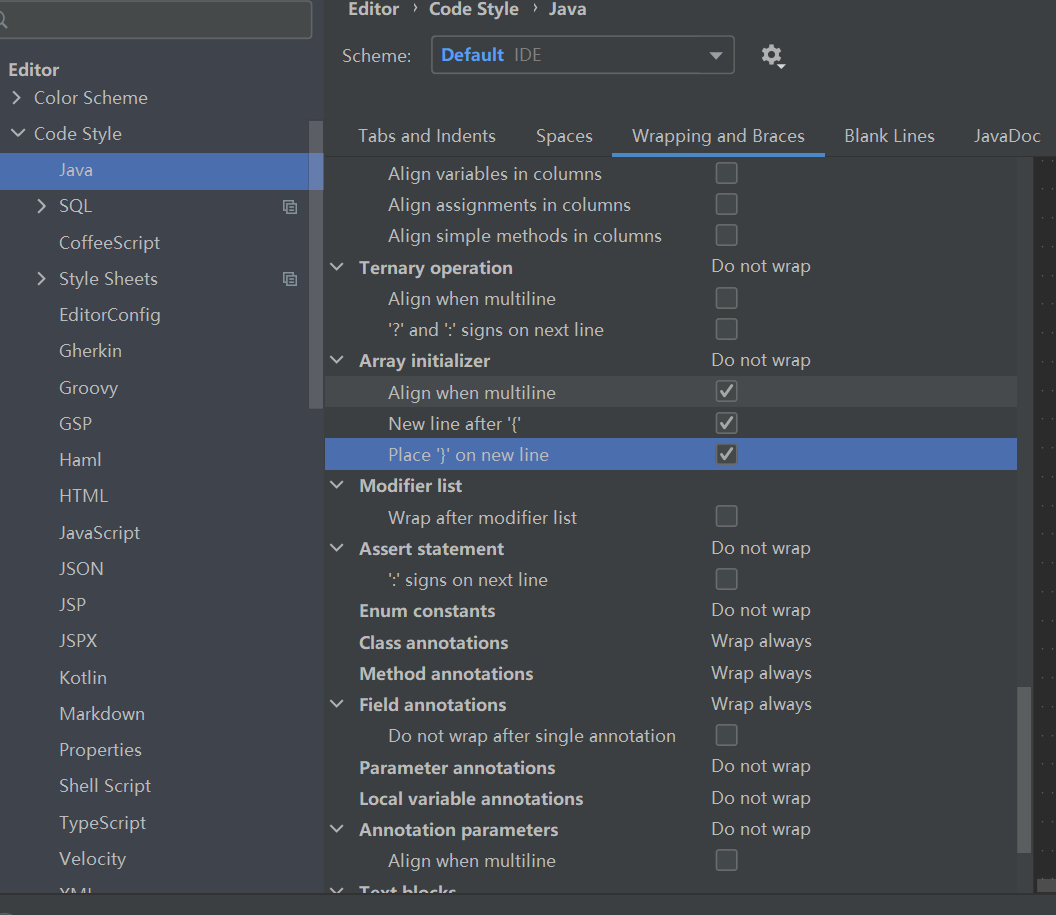 Editor › Code Style › Java
Scheme: Default IDE
Editor
Color Scheme
Code Style
Java
SQL
CoffeeScript
Style Sheets
EditorConfig
Gherkin
Groovy
GSP
Haml
HTML
JavaScript
JSON
JSP
JSPX
Kotlin
Markdown
Properties
Shell Script
TypeScript
Velocity
XML
Tabs and Indents Spaces Wrapping and Braces Blank Lines JavaDoc
Align variables in columns
Align assignments in columns
Align simple methods in columns
Ternary operation Do not wrap
Align when multiline
'?' and ':' signs on next line
Array initializer Do not wrap
Align when multiline
New line after '{'
Place '}' on new line
Modifier list
Wrap after modifier list
Assert statement Do not wrap
':' signs on next line
Enum constants Do not wrap
Class annotations Wrap always
Method annotations Wrap always
Field annotations Wrap always
Do not wrap after single annotation
Parameter annotations Do not wrap
Local variable annotations Do not wrap
Annotation parameters Do not wrap
Align when multiline
Text blocks